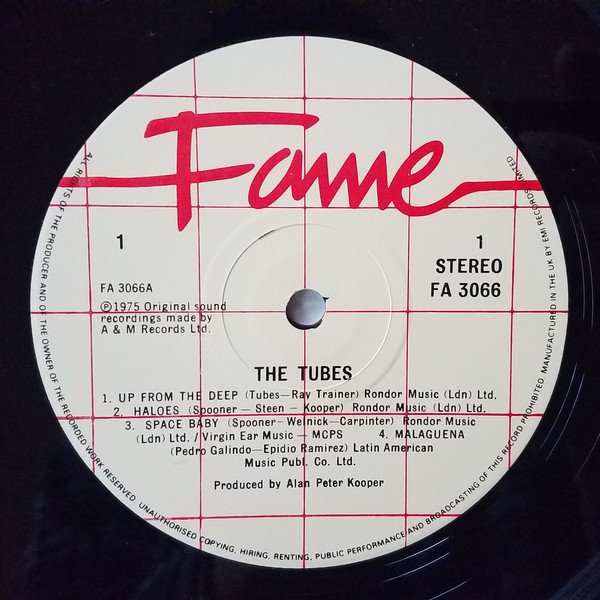 Fame
1
1
STEREO
FA 3066A
FA 3066
Ⓟ1975 Original sound
recordings made by
A & M Records Ltd.
THE TUBES
1. UP FROM THE DEEP (Tubes—Ray Trainer) Rondor Music (Ldn) Ltd.
2. HALOES (Spooner — Steen — Kooper) Rondor Music (Ldn) Ltd.
3. SPACE BABY (Spooner—Welnick—Carpinter) Rondor Music
(Ldn) Ltd. / Virgin Ear Music — MCPS 4. MALAGUENA
(Pedro Galindo—Epidio Ramirez) Latin American
Music Publ. Co. Ltd.
Produced by Alan Peter Kooper
ALL RIGHTS OF THE PRODUCER AND OF THE OWNER OF THE RECORDED WORK RESERVED. UNAUTHORISED COPYING, HIRING, RENTING, PUBLIC PERFORMANCE AND BROADCASTING OF THIS RECORD PROHIBITED. MANUFACTURED IN THE UK BY EMI RECORDS LIMITED